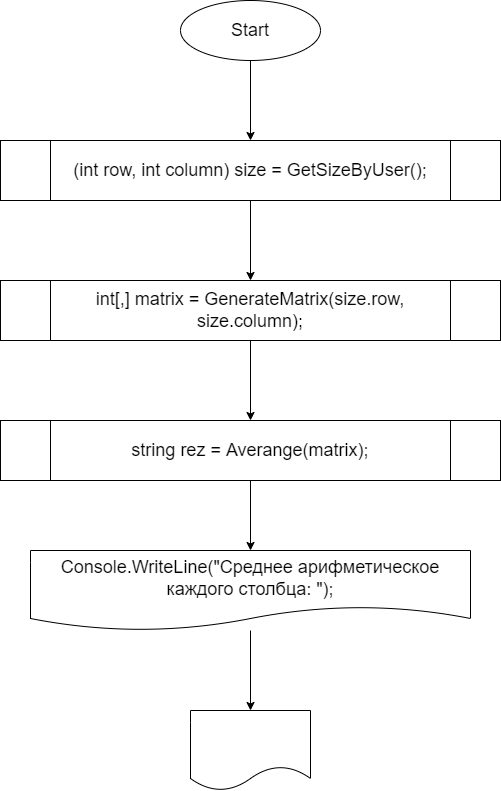 Start
(int row, int column) size = GetSizeByUser();
int[,] matrix = GenerateMatrix(size.row,
size.column);
string rez = Averange(matrix);
Console.WriteLine("Среднее арифметическое
каждого столбца: ");